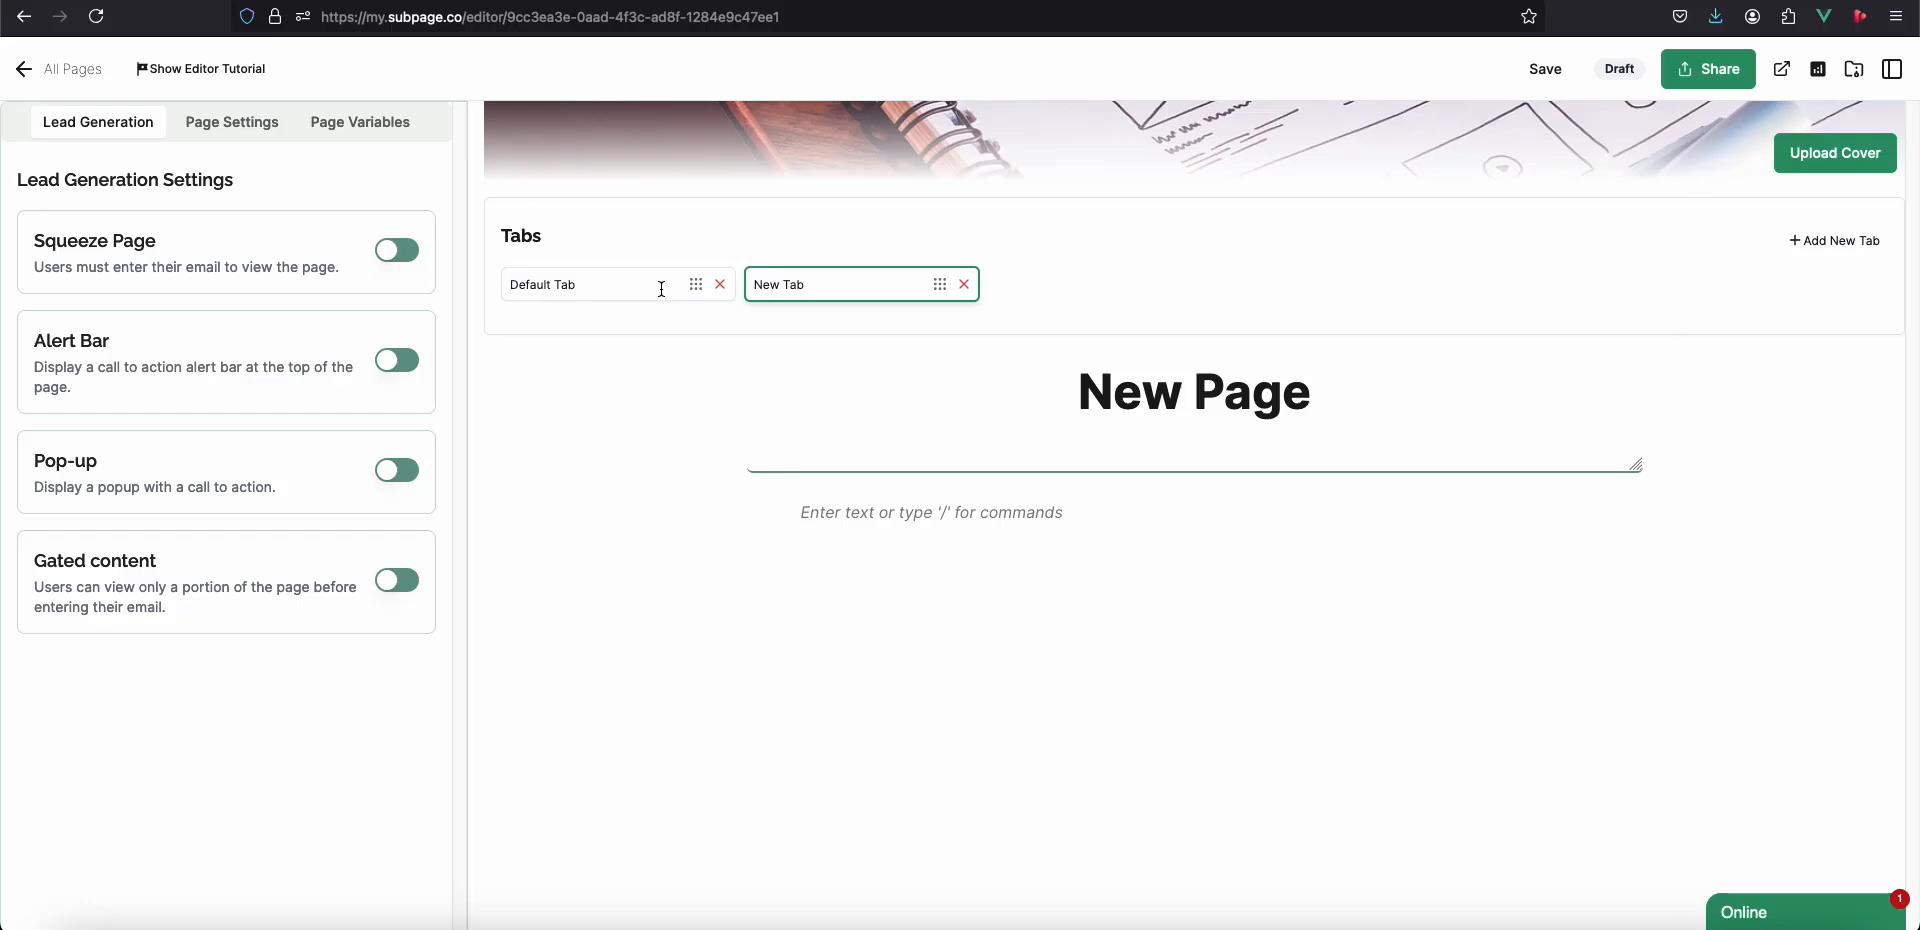 https://my.subpage.co/editor/9cc3ea3e-0aad-4f3c-ad8f-1284e9c47ee1
All Pages
Show Editor Tutorial
Save
Draft
Share
Lead Generation
Page Settings
Page Variables
Upload Cover
Lead Generation Settings
Squeeze Page
Users must enter their email to view the page.
Alert Bar
Display a call to action alert bar at the top of the
page.
Pop-up
Display a popup with a call to action.
Gated content
Users can view only a portion of the page before
entering their email.
Tabs
+ Add New Tab
Default Tab
New Tab
New Page
Enter text or type '/' for commands
Online
1